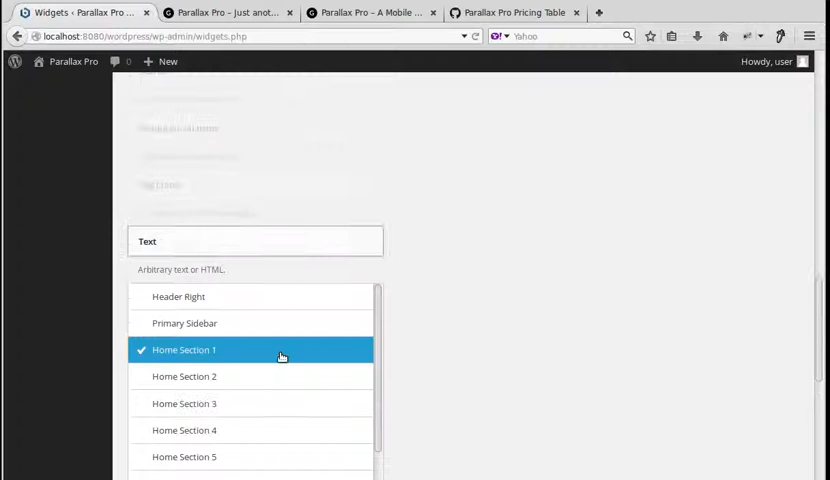 Widgets ‹ Parallax Pro ...
Parallax Pro – Just anot...
Parallax Pro – A Mobile ...
Parallax Pro Pricing Table
localhost:8080/wordpress/wp-admin/widgets.php
Yahoo
Parallax Pro
0
New
Howdy, user
Text
Arbitrary text or HTML.
Header Right
Primary Sidebar
Home Section 1
Home Section 2
Home Section 3
Home Section 4
Home Section 5